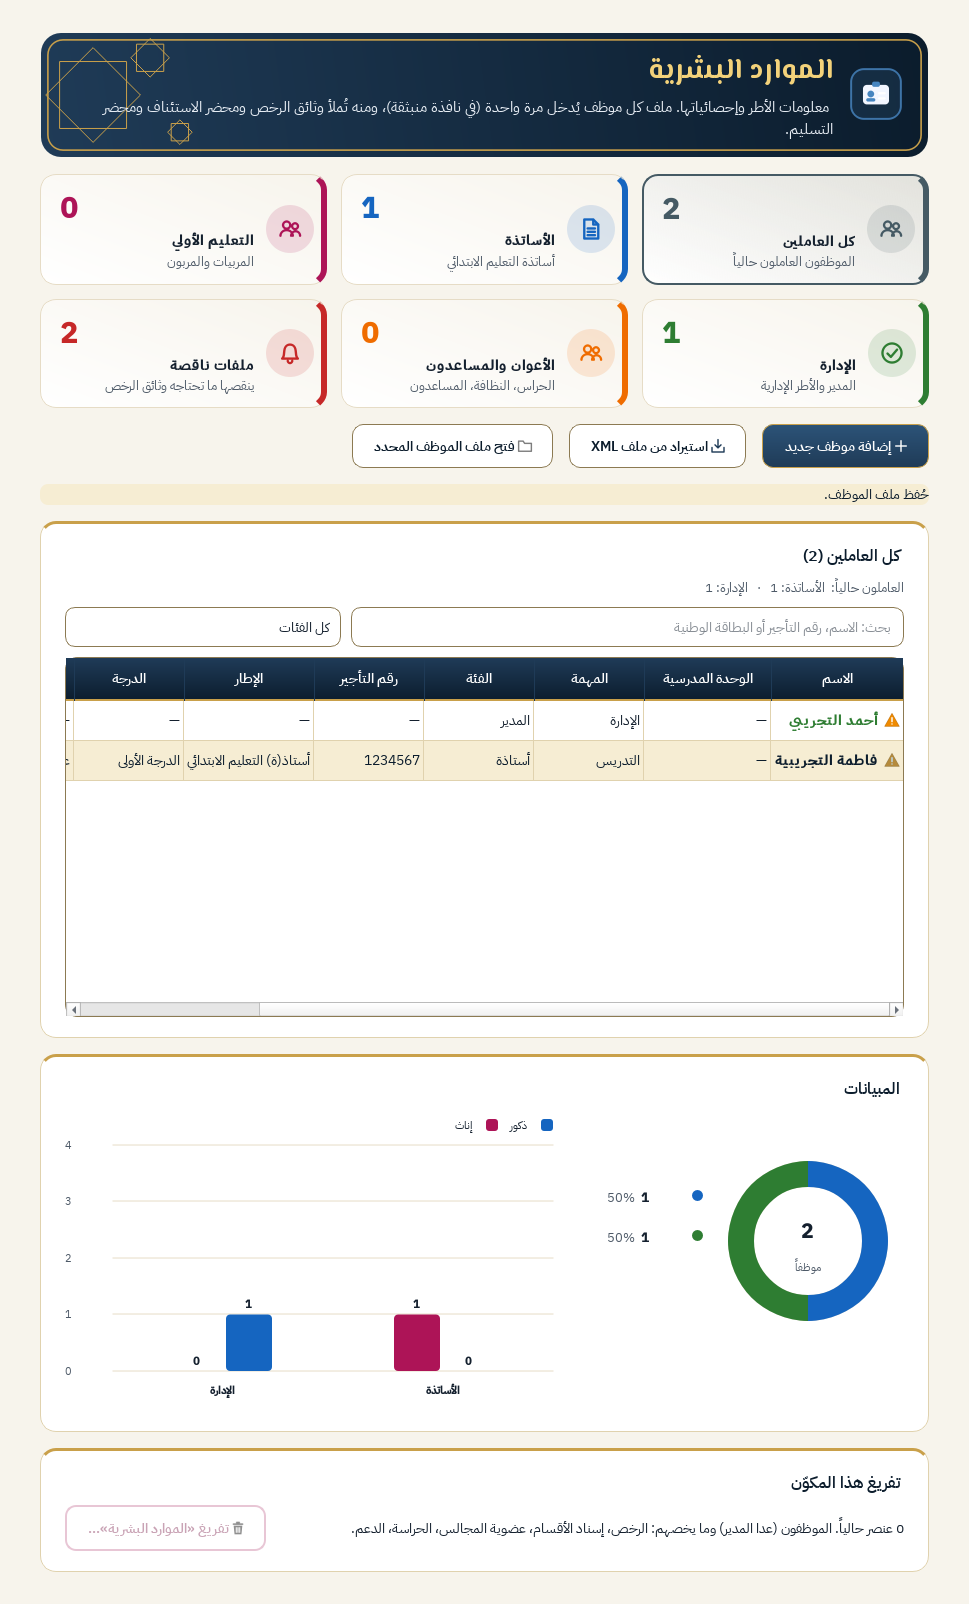 الموارد البشرية
معلومات الأطر وإحصائياتها. ملف كل موظف يُدخل مرة واحدة (في نافذة منبثقة)، ومنه تُملأ وثائق الرخص ومحضر الاستئناف ومحضر
التسليم.
2
كل العاملين
الموظفون العاملون حالياً
1
الأساتذة
أساتذة التعليم الابتدائي
0
التعليم الأولي
المربيات والمربون
1
الإدارة
المدير والأطر الإدارية
0
الأعوان والمساعدون
الحراس، النظافة، المساعدون
2
ملفات ناقصة
ينقصها ما تحتاجه وثائق الرخص
إضافة موظف جديد
استيراد من ملف XML
فتح ملف الموظف المحدد
حُفظ ملف الموظف.
كل العاملين (2)
العاملون حالياً: الأساتذة: 1 · الإدارة: 1
بحث: الاسم، رقم التأجير أو البطاقة الوطنية
كل الفئات
الاسم الوحدة المدرسية المهمة الفئة رقم التأجير الإطار الدرجة
أحمد التجريبي — الإدارة المدير — — — —
فاطمة التجريبية — التدريس أستاذة 1234567 أستاذ(ة) التعليم الابتدائي الدرجة الأولى
المبيانات
2
موظفاً
1 50%
1 50%
ذكور
إناث
4
3
2
1
0
1
0
1
0
الأساتذة
الإدارة
تفريغ هذا المكوّن
0 عنصر حالياً. الموظفون (عدا المدير) وما يخصهم: الرخص، إسناد الأقسام، عضوية المجالس، الحراسة، الدعم.
تفريغ «الموارد البشرية»...